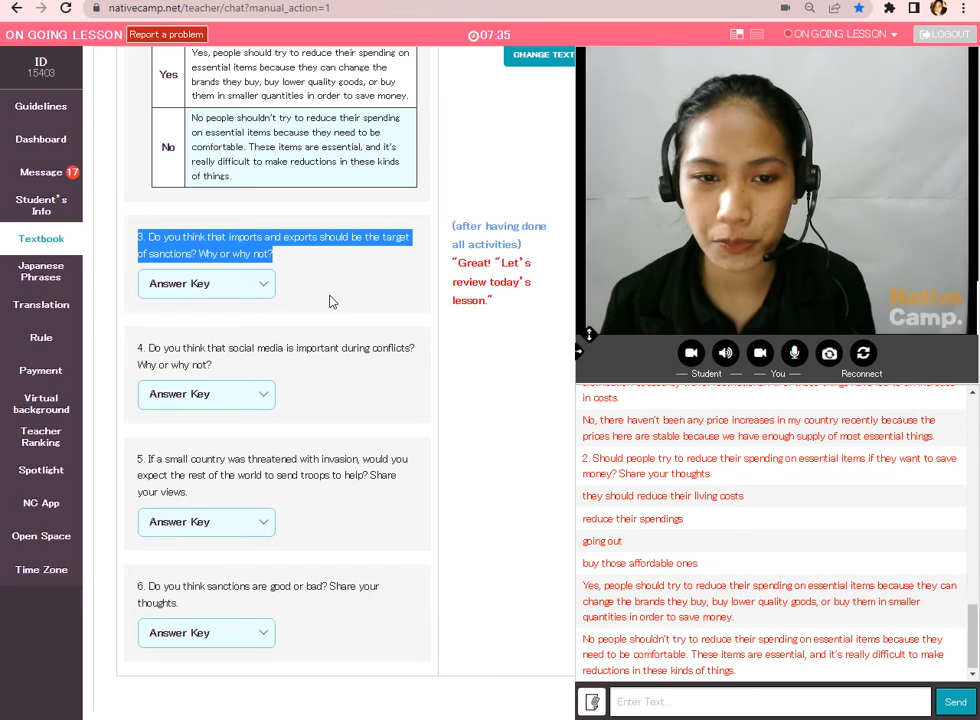 nativecamp.net/teacher/chat?manual_action=1
ON GOING LESSON
Report a problem
07.35
ON GOING LESSON
LOGOUT
ID
15403
Guidelines
Dashboard
Message 17
Student's
Info
Textbook
Japanese
Phrases
Translation
Rule
Payment
Virtual
background
Teacher
Ranking
Spotlight
NC App
Open Space
Time Zone
Yes
Yes, people should try to reduce their spending on
essential items because they can change the
brands they buy, buy lower quality goods, or buy
them in smaller quantities in order to save money.
No
No people shouldn't try to reduce their spending
on essential items because they need to be
comfortable. These items are essential, and it's
really difficult to make reductions in these kinds
of things.
3. Do you think that imports and exports should be the target
of sanctions? Why or why not?
Answer Key
4. Do you think that social media is important during conflicts?
Why or why not?
Answer Key
5. If a small country was threatened with invasion, would you
expect the rest of the world to send troops to help? Share
your views.
Answer Key
6. Do you think sanctions are good or bad? Share your
thoughts.
Answer Key
CHANGE TEXT
(after having done
all activities)
"Great! "Let's
review today's
lesson."
Native
Camp.
Student
You
Reconnect
in costs.
No, there haven't been any price increases in my country recently because the
prices here are stable because we have enough supply of most essential things.
2. Should people try to reduce their spending on essential items if they want to save
money? Share your thoughts.
they should reduce their living costs
reduce their spendings
going out
buy those affordable ones
Yes, people should try to reduce their spending on essential items because they can
change the brands they buy, buy lower quality goods, or buy them in smaller
quantities in order to save money.
No people shouldn't try to reduce their spending on essential items because they
need to be comfortable. These items are essential, and it's really difficult to make
reductions in these kinds of things.
Enter Text...
Send